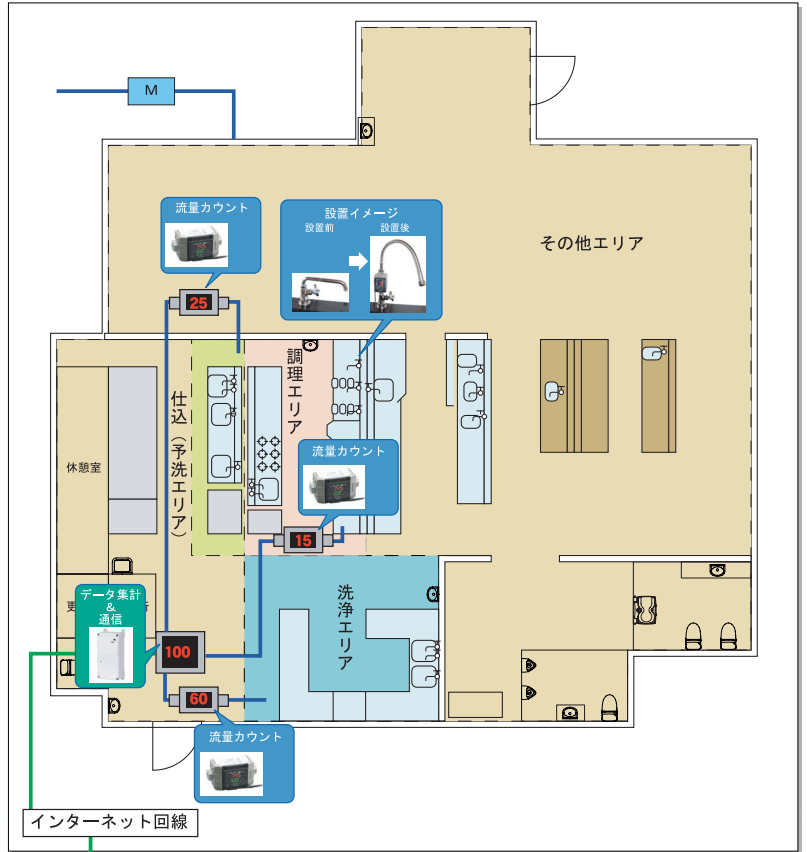 M
流量カウント
設置イメージ
設置前
設置後
その他エリア
25
調理エリア
仕込（予洗エリア）
流量カウント
休憩室
15
洗浄エリア
データ集計
&
通信
更
所
100
60
流量カウント
インターネット回線